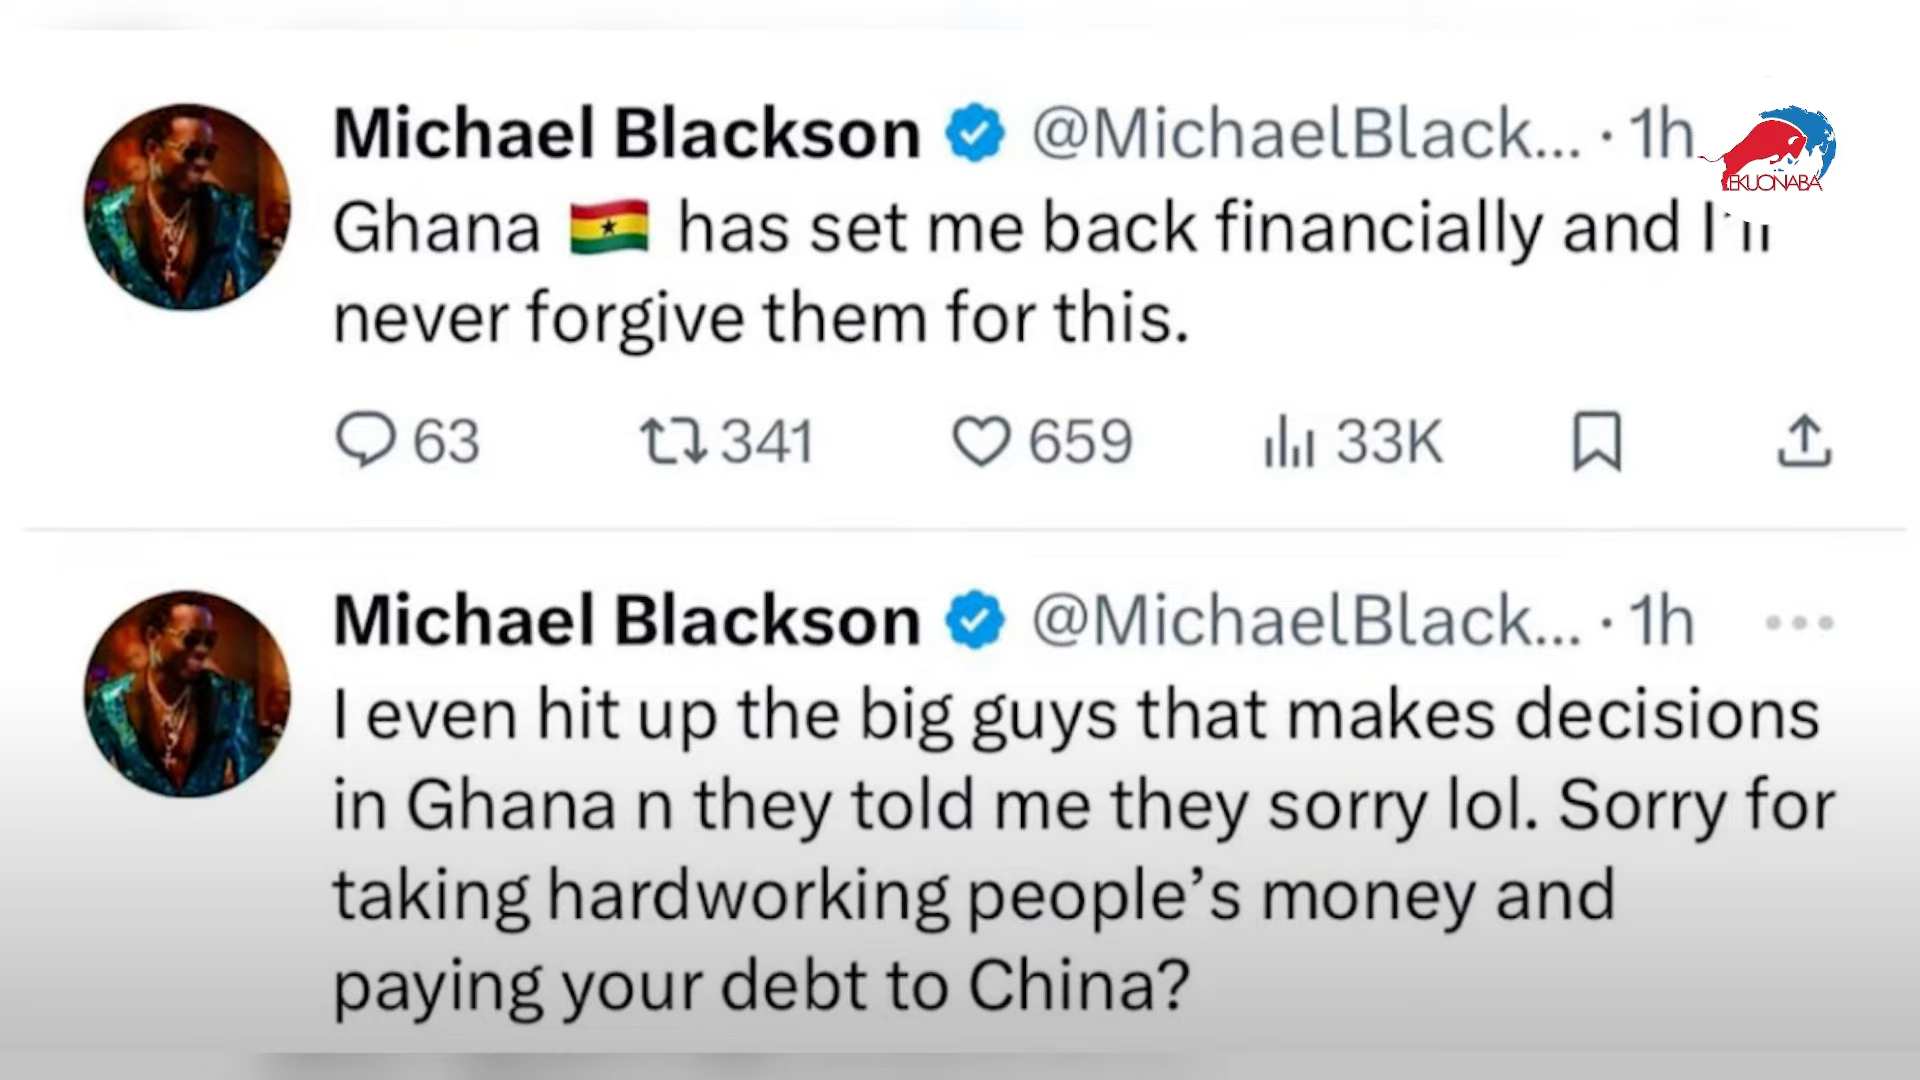 Michael Blackson @MichaelBlack... · 1h
EKUONABA
Ghana 🇬🇭 has set me back financially and I'll
never forgive them for this.
63 341 659 33K
Michael Blackson @MichaelBlack... · 1h
I even hit up the big guys that makes decisions
in Ghana n they told me they sorry lol. Sorry for
taking hardworking people's money and
paying your debt to China?